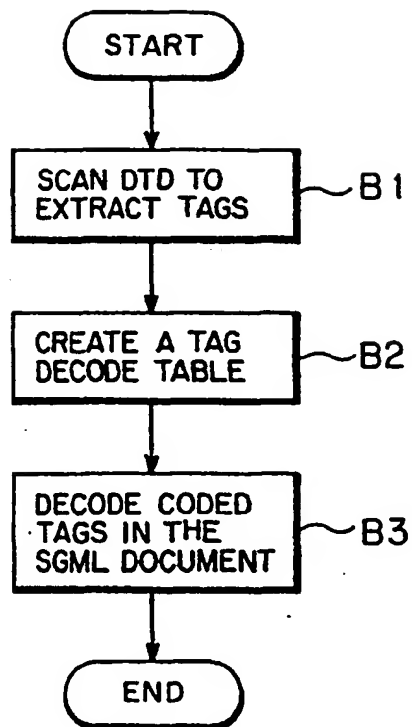 START
SCAN DTD TO
EXTRACT TAGS
B1
CREATE A TAG
DECODE TABLE
B2
DECODE CODED
TAGS IN THE
SGML DOCUMENT
B3
END